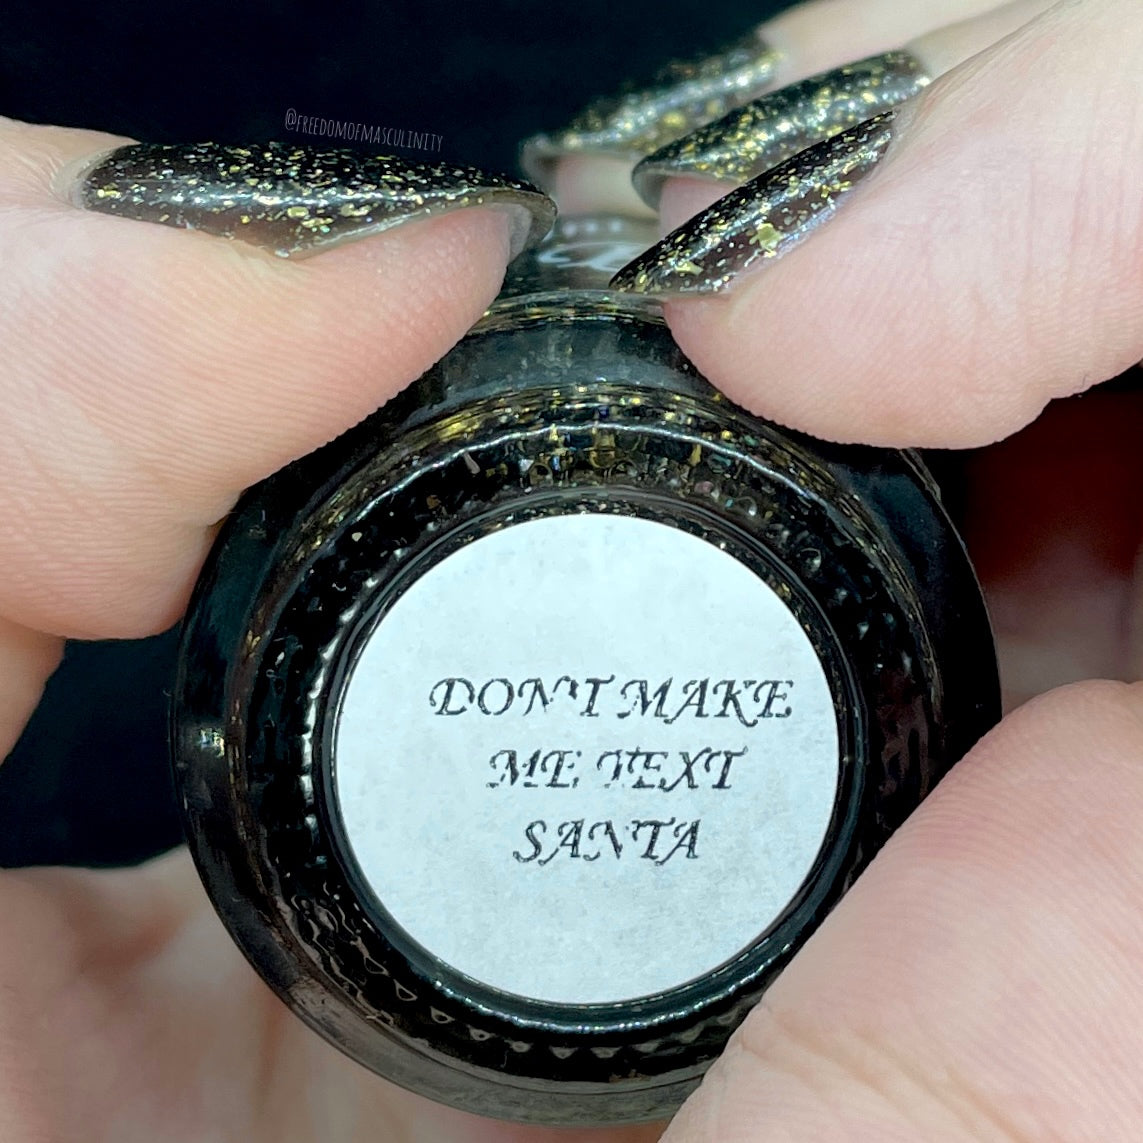 @FREEDOMOFMASCULINITY
DON'T MAKE
ME TEXT
SANTA